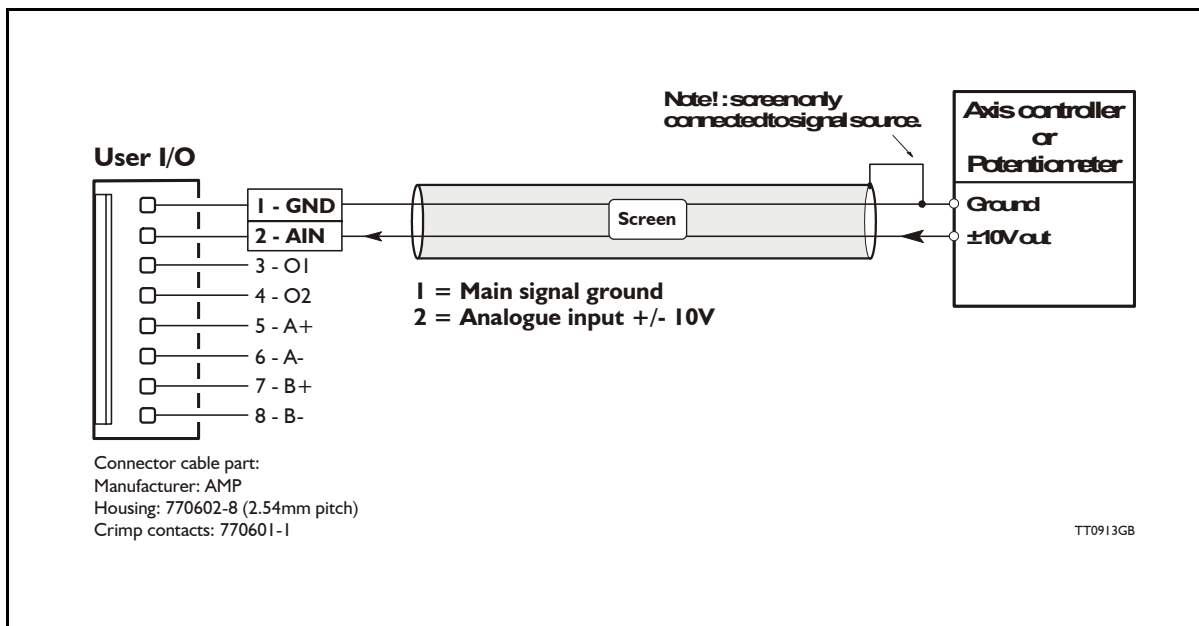 Note! : screen only
connected to signal source.
Axis controller
or
Potentiometer
User I/O
1 - GND
Screen
Ground
2 - AIN
±10V out
3 - O1
4 - O2
1 = Main signal ground
2 = Analogue input +/- 10V
5 - A+
6 - A-
7 - B+
8 - B-
Connector cable part:
Manufacturer: AMP
Housing: 770602-8 (2.54mm pitch)
Crimp contacts: 770601-1
TT0913GB